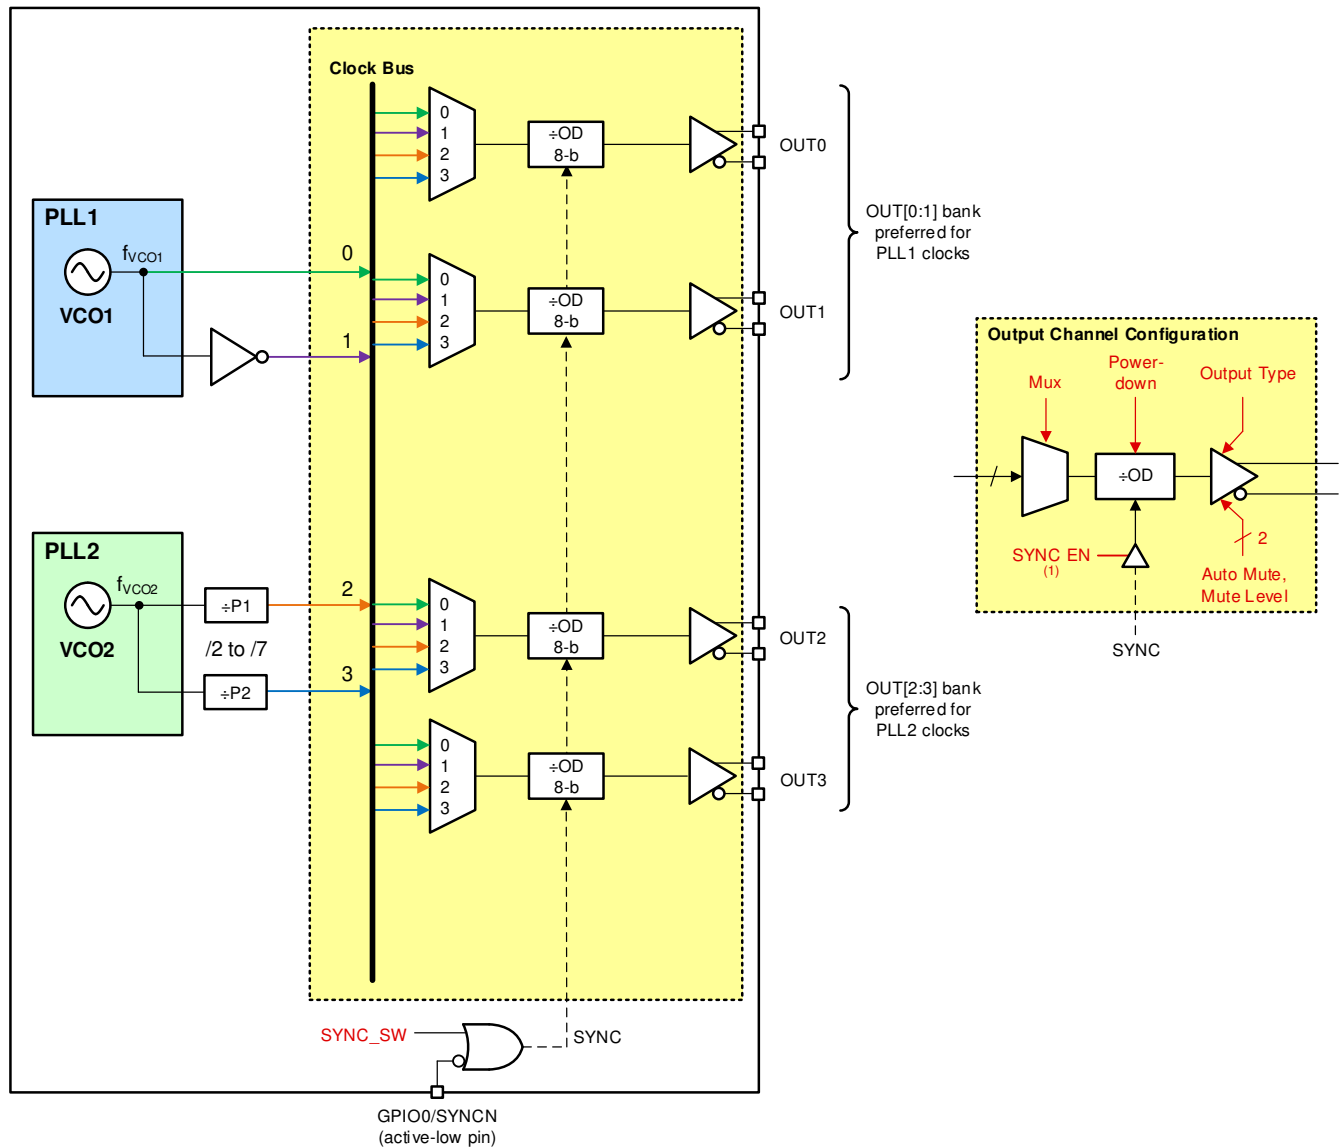 Clock Bus
0
1
2
3
÷OD
8-b
OUT0
PLL1
fVCO1
VCO1
0
1
0
1
2
3
÷OD
8-b
OUT1
OUT[0:1] bank
preferred for
PLL1 clocks
PLL2
fVCO2
VCO2
÷P1
/2 to /7
÷P2
2
3
0
1
2
3
÷OD
8-b
OUT2
0
1
2
3
÷OD
8-b
OUT3
OUT[2:3] bank
preferred for
PLL2 clocks
SYNC_SW
SYNC
GPIO0/SYNCN
(active-low pin)
Output Channel Configuration
Mux
Power-
down
Output Type
÷OD
SYNC EN
(1)
2
Auto Mute,
Mute Level
SYNC